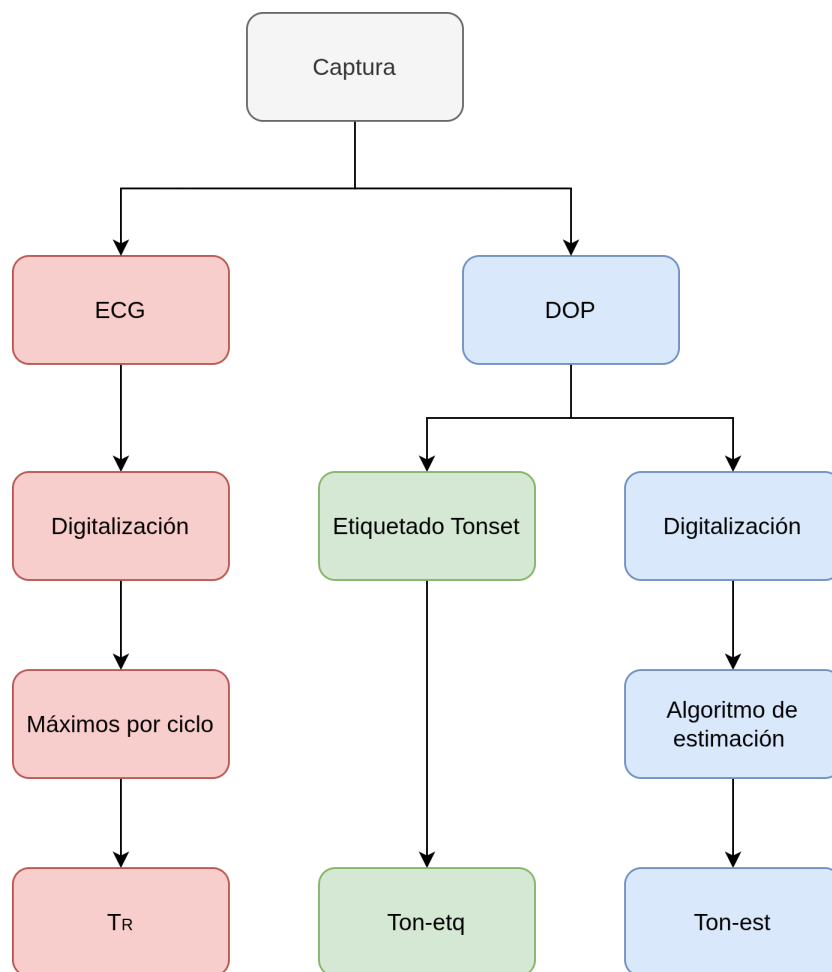 Captura
ECG
DOP
Digitalización
Etiquetado Tonset
Digitalización
Máximos por ciclo
Algoritmo de
estimación
TR
Ton-etq
Ton-est